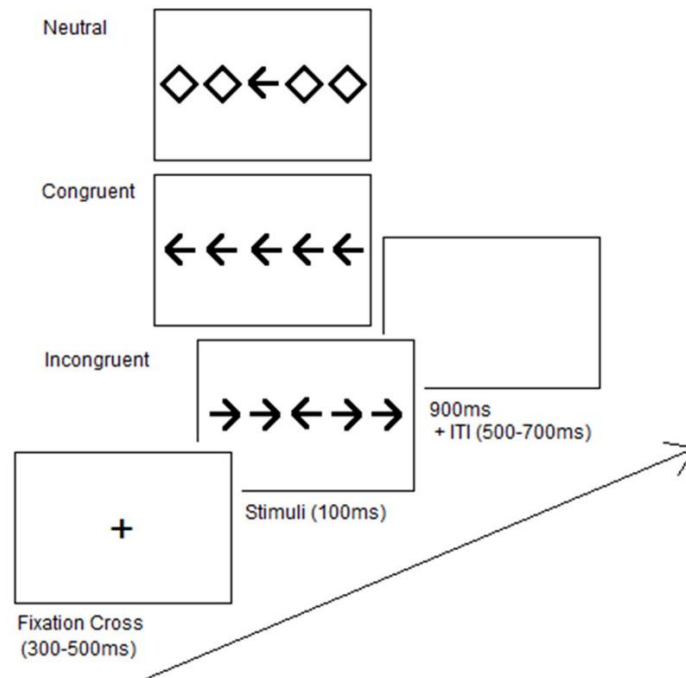 Neutral
Congruent
Incongruent
900ms
+ ITI (500-700ms)
Stimuli (100ms)
Fixation Cross
(300-500ms)